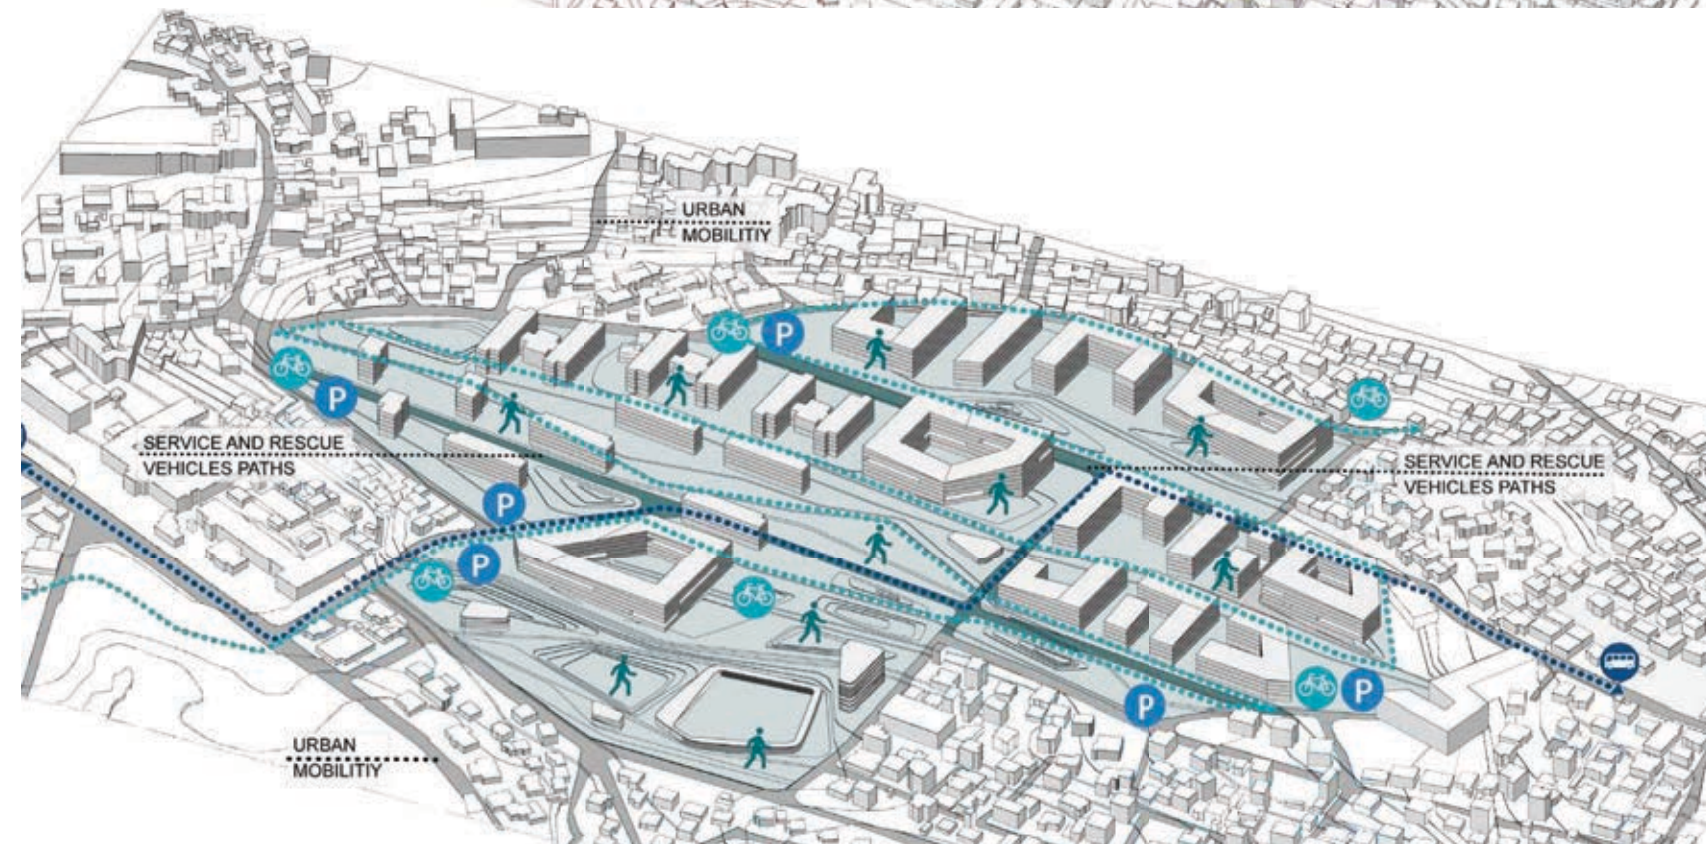 URBAN
MOBILITIY
P
P
SERVICE AND RESCUE
VEHICLES PATHS
SERVICE AND RESCUE
VEHICLES PATHS
P
P
P
P
URBAN
MOBILITIY